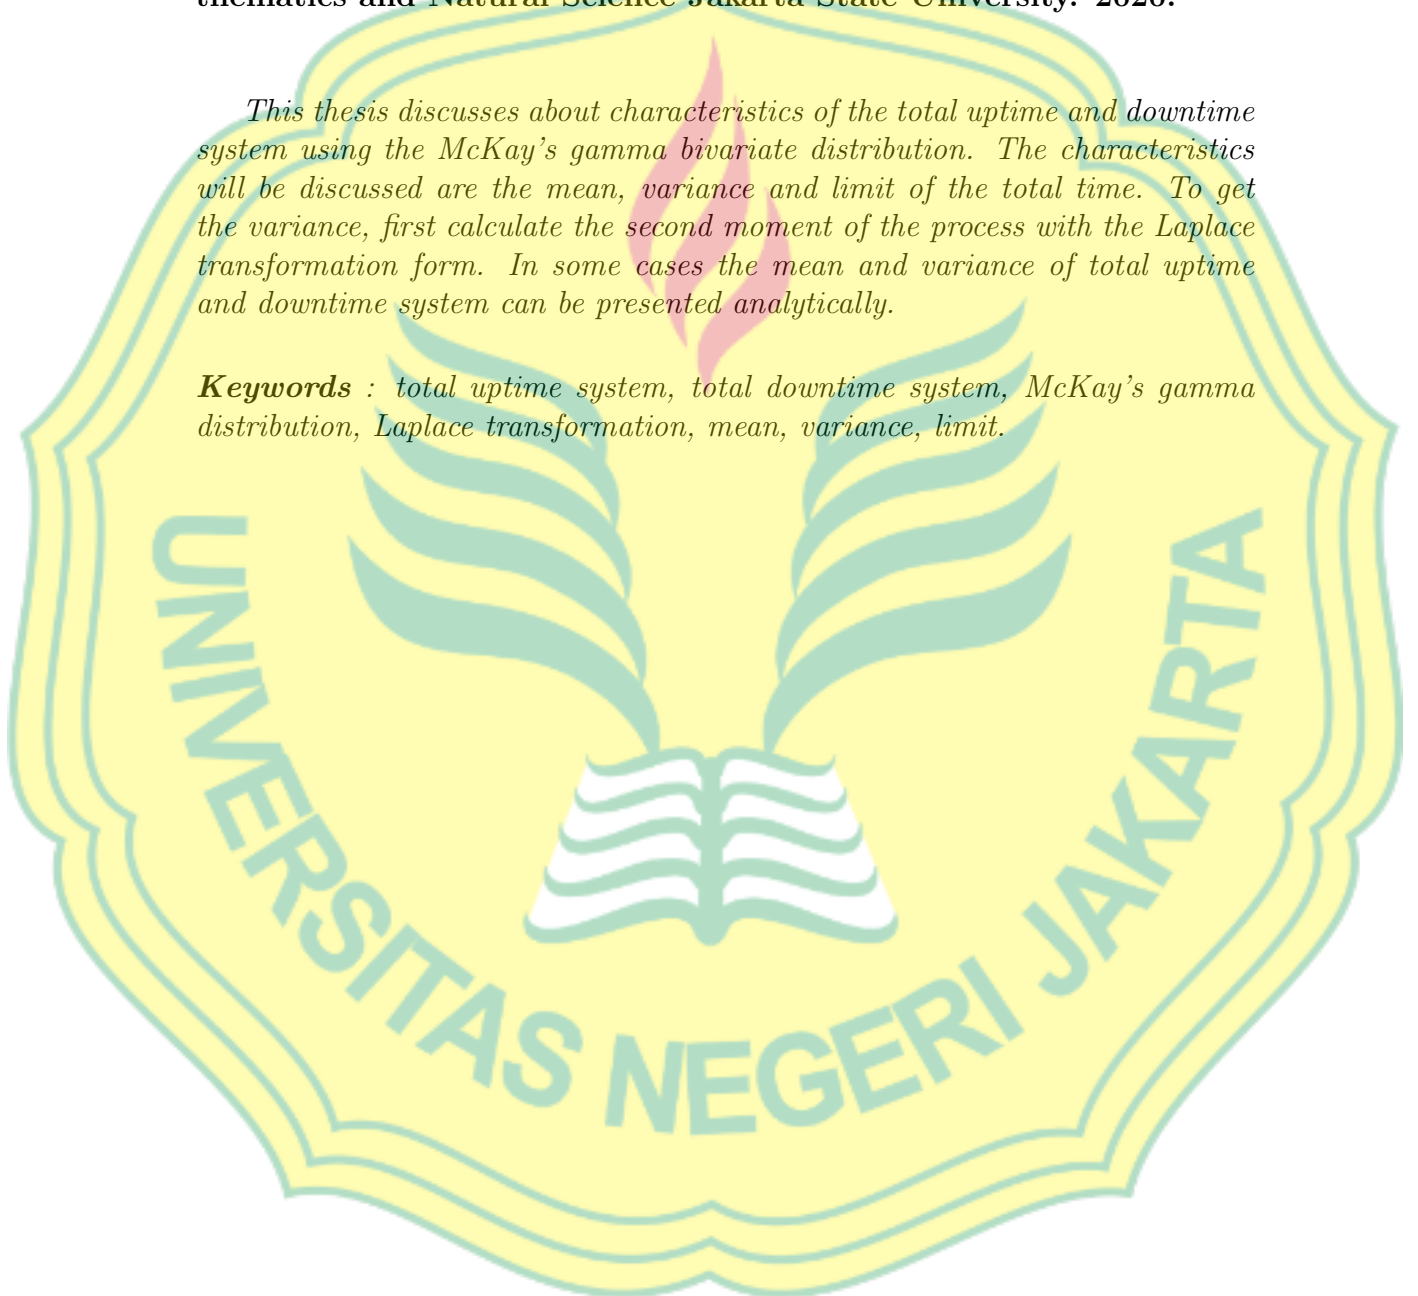 thematics and Natural Science Jakarta State University. 2020.
This thesis discusses about characteristics of the total uptime and downtime
system using the McKay's gamma bivariate distribution. The characteristics
will be discussed are the mean, variance and limit of the total time. To get
the variance, first calculate the second moment of the process with the Laplace
transformation form. In some cases the mean and variance of total uptime
and downtime system can be presented analytically.
Keywords : total uptime system, total downtime system, McKay's gamma
distribution, Laplace transformation, mean, variance, limit.
UNIVERSITAS NEGERI JAKARTA